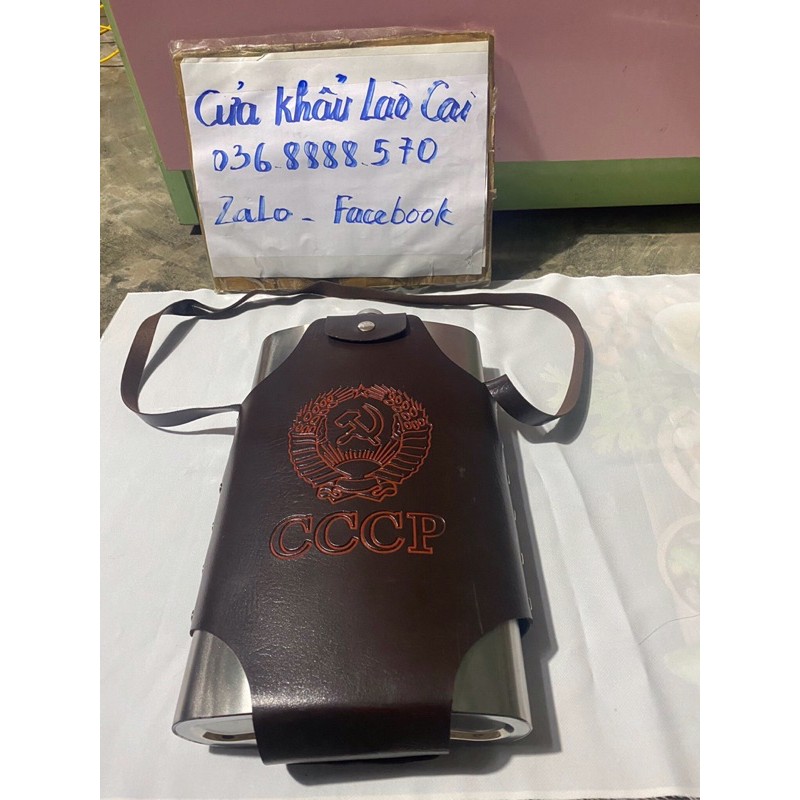 Cửa khẩu Lào Cai
036.8888.570
Zalo - Facebook
CCCP